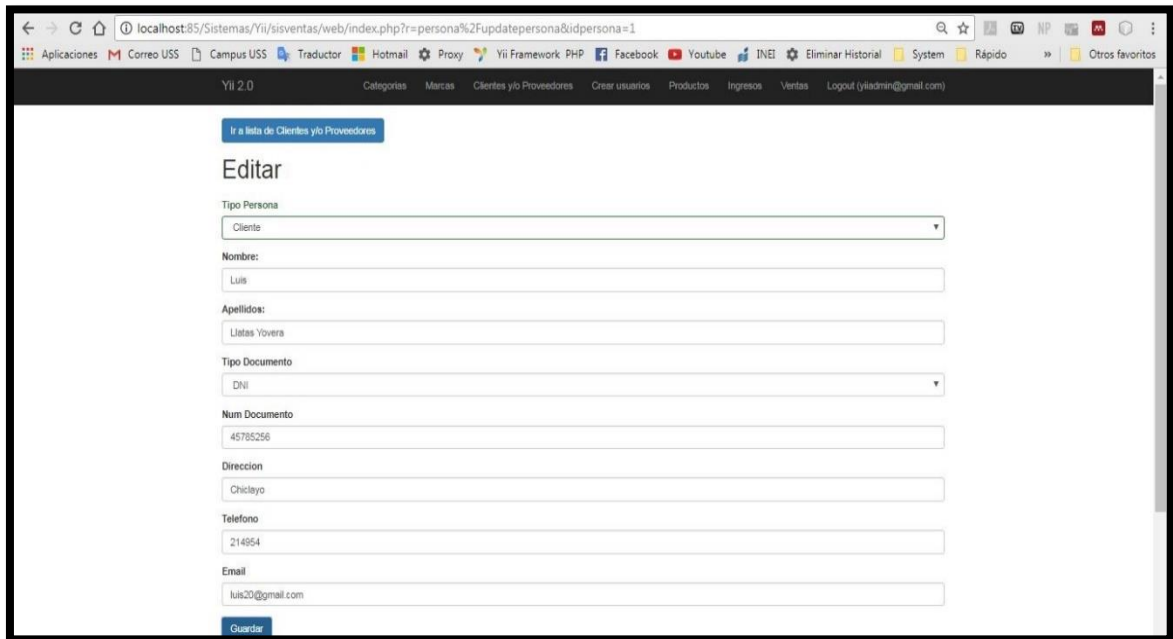 localhost:85/Sistemas/Yii/sisventas/web/index.php?r=persona%2Fupdatepersona&idpersona=1
NP
Aplicaciones Correo USS Campus USS Traductor Hotmail Proxy Yii Framework PHP Facebook Youtube INEI Eliminar Historial System Rápido » Otros favoritos
Yii 2.0 Categorias Marcas Clientes y/o Proveedores Crear usuarios Productos Ingresos Ventas Logout (yiiadmin@gmail.com)
Ir a lista de Clientes y/o Proveedores
Editar
Tipo Persona
Cliente
Nombre:
Luis
Apellidos:
Llatas Yovera
Tipo Documento
DNI
Num Documento
45785256
Direccion
Chiclayo
Telefono
214954
Email
luis20@gmail.com
Guardar